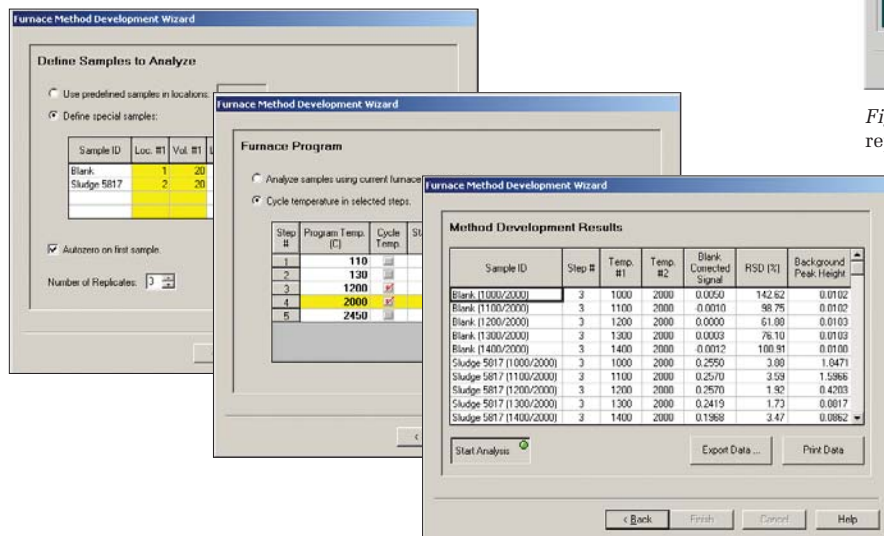 Furnace Method Development Wizard
Define Samples to Analyze
Use predefined samples in locations:
Define special samples:
Sample ID Loc. #1 Vol. #1
Blank 1 20
Sludge 5817 2 20
Autozero on first sample.
Number of Replicates: 3
Furnace Method Development Wizard
Furnace Program
Analyze samples using current furnace
Cycle temperature in selected steps.
Step # Program Temp. (C) Cycle Temp. St
1 110
2 130
3 1200
4 2000
5 2450
<
Furnace Method Development Wizard
Method Development Results
Sample ID Step # Temp. #1 Temp. #2 Blank Corrected Signal RSD (%) Background Peak Height
Blank (1000/2000) 3 1000 2000 0.0050 142.62 0.0102
Blank (1100/2000) 3 1100 2000 -0.0010 98.75 0.0102
Blank (1200/2000) 3 1200 2000 0.0000 61.08 0.0103
Blank (1300/2000) 3 1300 2000 0.0003 76.10 0.0103
Blank (1400/2000) 3 1400 2000 -0.0012 100.91 0.0100
Sludge 5817 (1000/2000) 3 1000 2000 0.2550 3.88 1.8471
Sludge 5817 (1100/2000) 3 1100 2000 0.2570 3.59 1.5966
Sludge 5817 (1200/2000) 3 1200 2000 0.2570 1.92 0.4203
Sludge 5817 (1300/2000) 3 1300 2000 0.2419 1.73 0.0817
Sludge 5817 (1400/2000) 3 1400 2000 0.1968 3.47 0.0862
Start Analysis
Export Data ...
Print Data
< Back
Finish
Cancel
Help
Fi
re